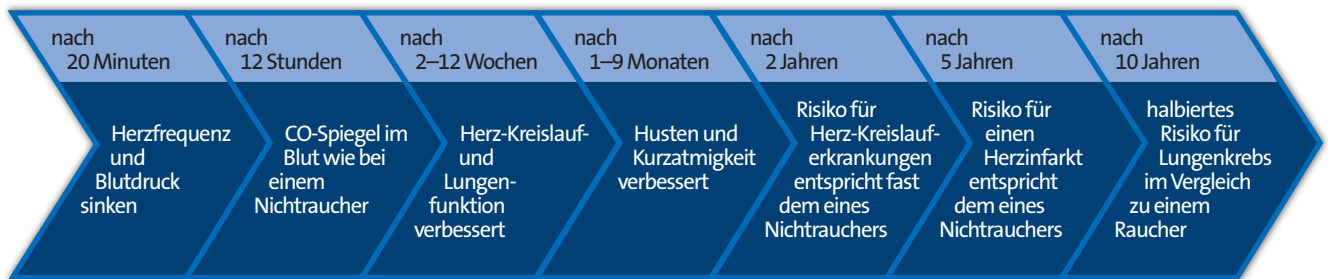 nach
20 Minuten
Herzfrequenz
und
Blutdruck
sinken
nach
12 Stunden
CO-Spiegel im
Blut wie bei
einem
Nichtraucher
nach
2–12 Wochen
Herz-Kreislauf-
und
Lungen-
funktion
verbessert
nach
1–9 Monaten
Husten und
Kurzatmigkeit
verbessert
nach
2 Jahren
Risiko für
Herz-Kreislauf-
erkrankungen
entspricht fast
dem eines
Nichtrauchers
nach
5 Jahren
Risiko für
einen
Herzinfarkt
entspricht
dem eines
Nichtrauchers
nach
10 Jahren
halbiertes
Risiko für
Lungenkrebs
im Vergleich
zu einem
Raucher